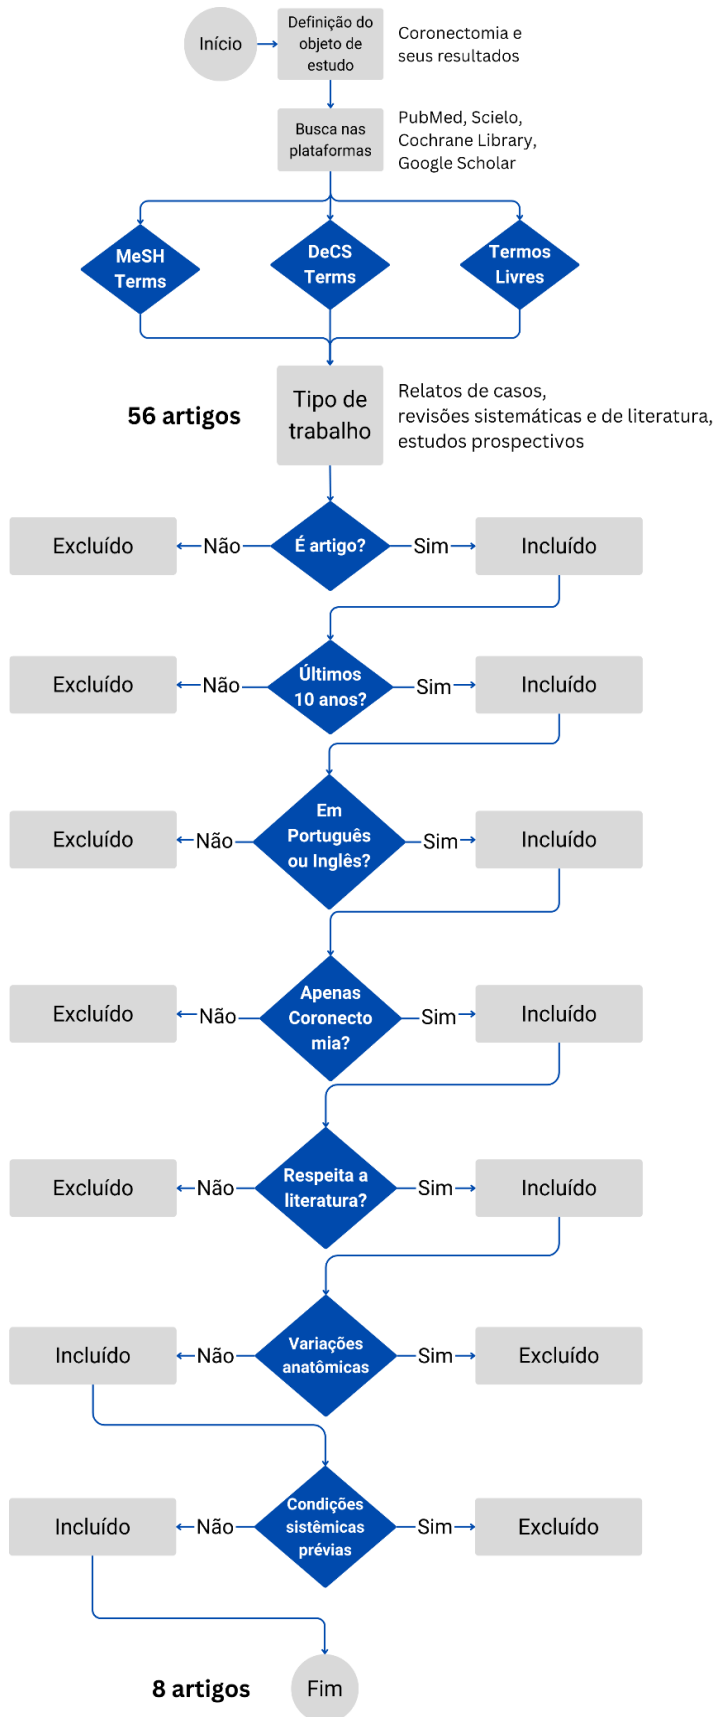 Início
Definição do
objeto de
estudo
Coronectomia e
seus resultados
Busca nas
plataformas
PubMed, Scielo,
Cochrane Library,
Google Scholar
MeSH
Terms
DeCS
Terms
Termos
Livres
56 artigos
Tipo de
trabalho
Relatos de casos,
revisões sistemáticas e de literatura,
estudos prospectivos
Excluído
Não
É artigo?
Sim
Incluído
Excluído
Não
Últimos
10 anos?
Sim
Incluído
Excluído
Não
Em
Português
ou Inglês?
Sim
Incluído
Excluído
Não
Apenas
Coronecto
mia?
Sim
Incluído
Excluído
Não
Respeita a
literatura?
Sim
Incluído
Incluído
Não
Variações
anatômicas
Sim
Excluído
Incluído
Não
Condições
sistêmicas
prévias
Sim
Excluído
8 artigos
Fim